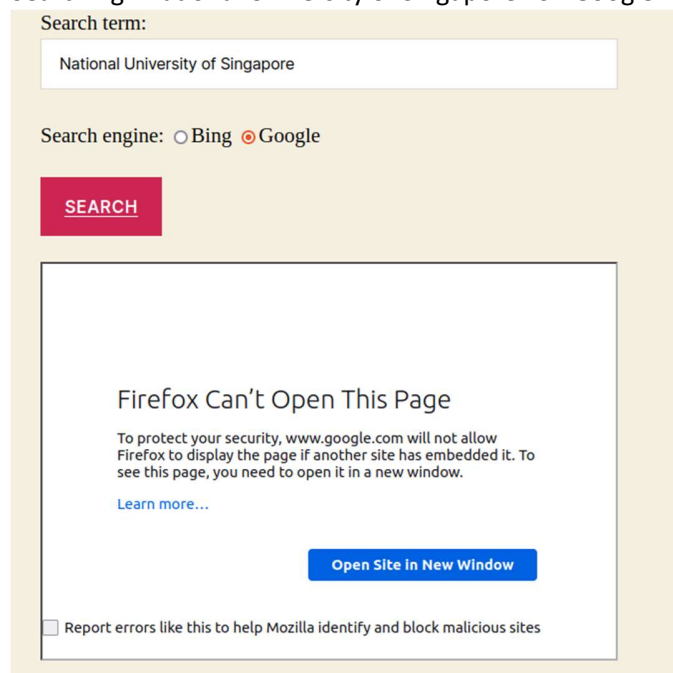 Search term:
National University of Singapore
Search engine: Bing Google
SEARCH
Firefox Can't Open This Page
To protect your security, www.google.com will not allow
Firefox to display the page if another site has embedded it. To
see this page, you need to open it in a new window.
Learn more…
Open Site in New Window
Report errors like this to help Mozilla identify and block malicious sites